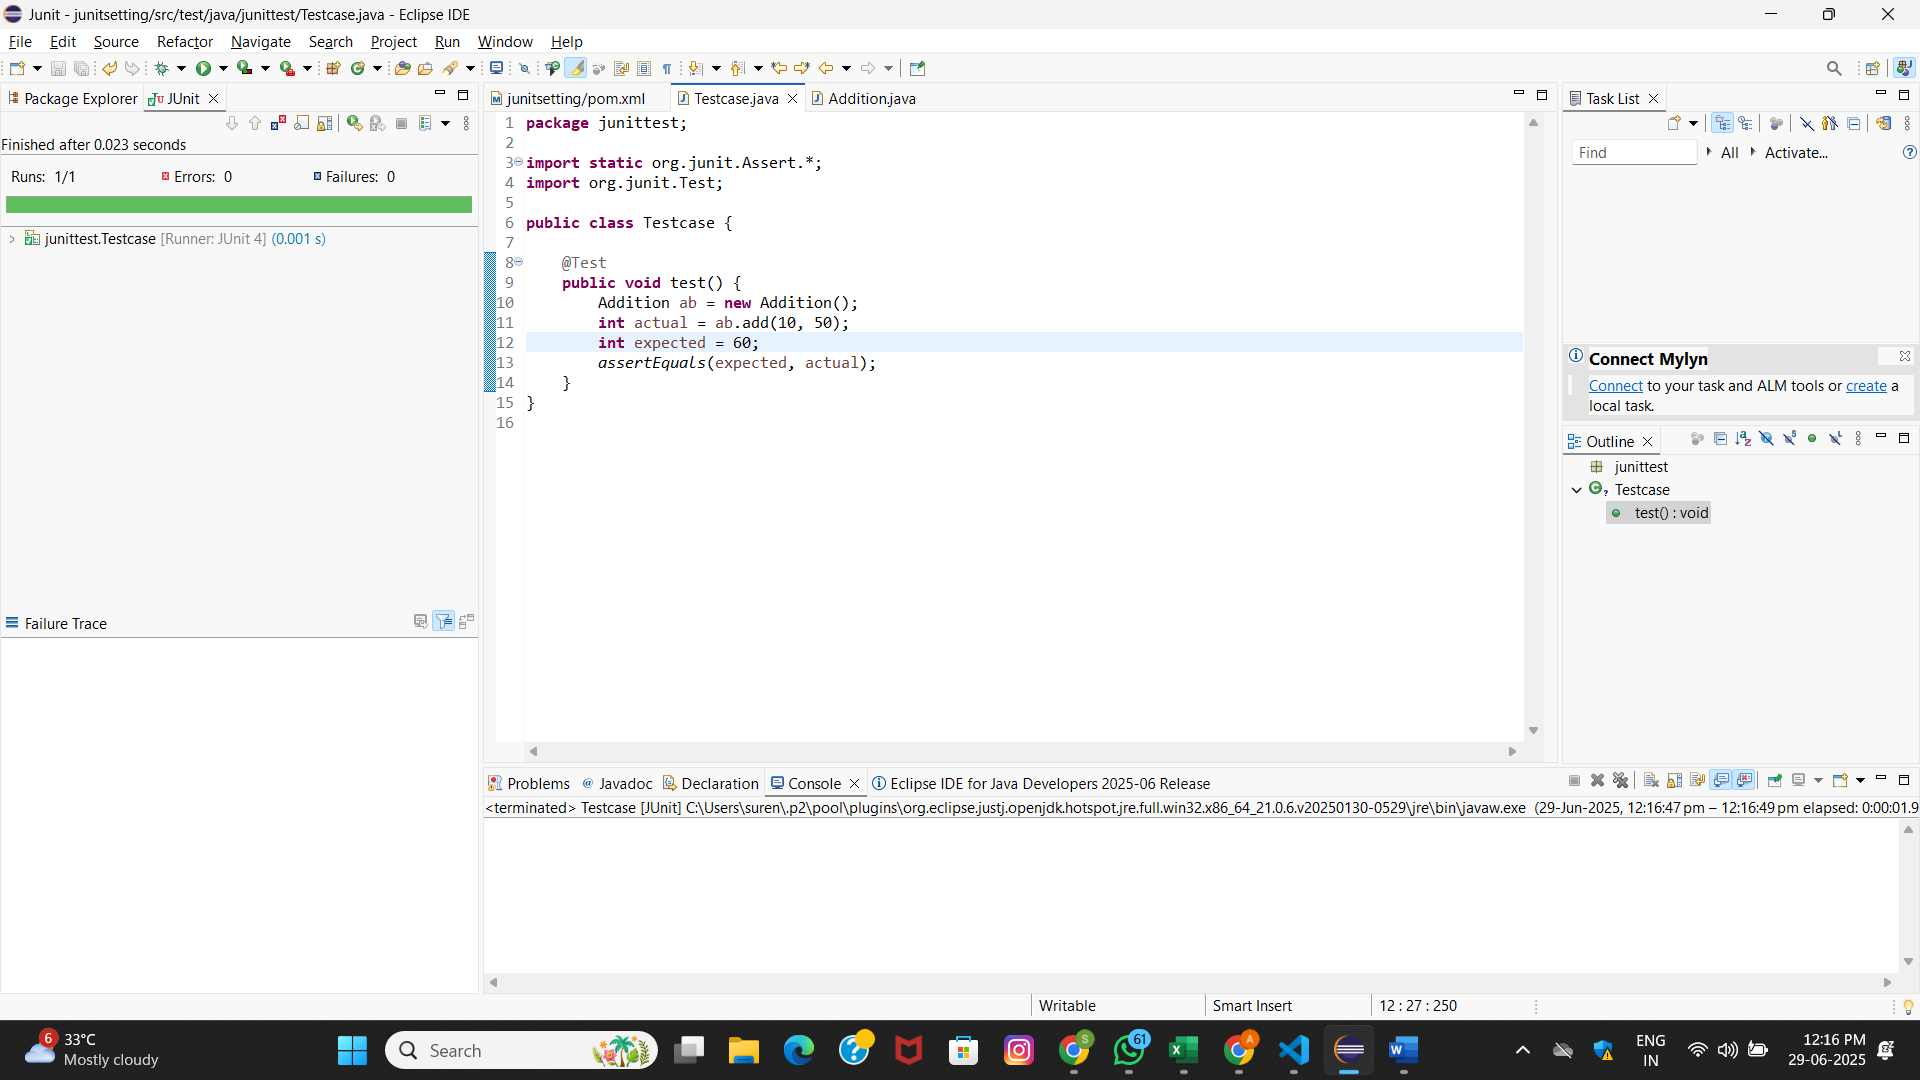 Junit - junitsetting/src/test/java/junittest/Testcase.java - Eclipse IDE
File Edit Source Refactor Navigate Search Project Run Window Help
Package Explorer
JUnit
Finished after 0.023 seconds
Runs: 1/1 Errors: 0 Failures: 0
junittest.Testcase [Runner: JUnit 4] (0.001 s)
Failure Trace
junitsetting/pom.xml
Testcase.java
Addition.java
1 package junittest;
2
3 import static org.junit.Assert.*;
4 import org.junit.Test;
5
6 public class Testcase {
7
8 @Test
9 public void test() {
10 Addition ab = new Addition();
11 int actual = ab.add(10, 50);
12 int expected = 60;
13 assertEquals(expected, actual);
14 }
15 }
16
Task List
Find All Activate...
Connect Mylyn
Connect to your task and ALM tools or create a
local task.
Outline
junittest
Testcase
test() : void
Problems Javadoc Declaration Console Eclipse IDE for Java Developers 2025-06 Release
<terminated> Testcase [JUnit] C:\Users\suren\.p2\pool\plugins\org.eclipse.justj.openjdk.hotspot.jre.full.win32.x86_64_21.0.6.v20250130-0529\jre\bin\javaw.exe (29-Jun-2025, 12:16:47 pm – 12:16:49 pm elapsed: 0:00:01.9
Writable Smart Insert 12 : 27 : 250
6
33°C
Mostly cloudy
Search
S
61
A
ENG
IN
12:16 PM
29-06-2025